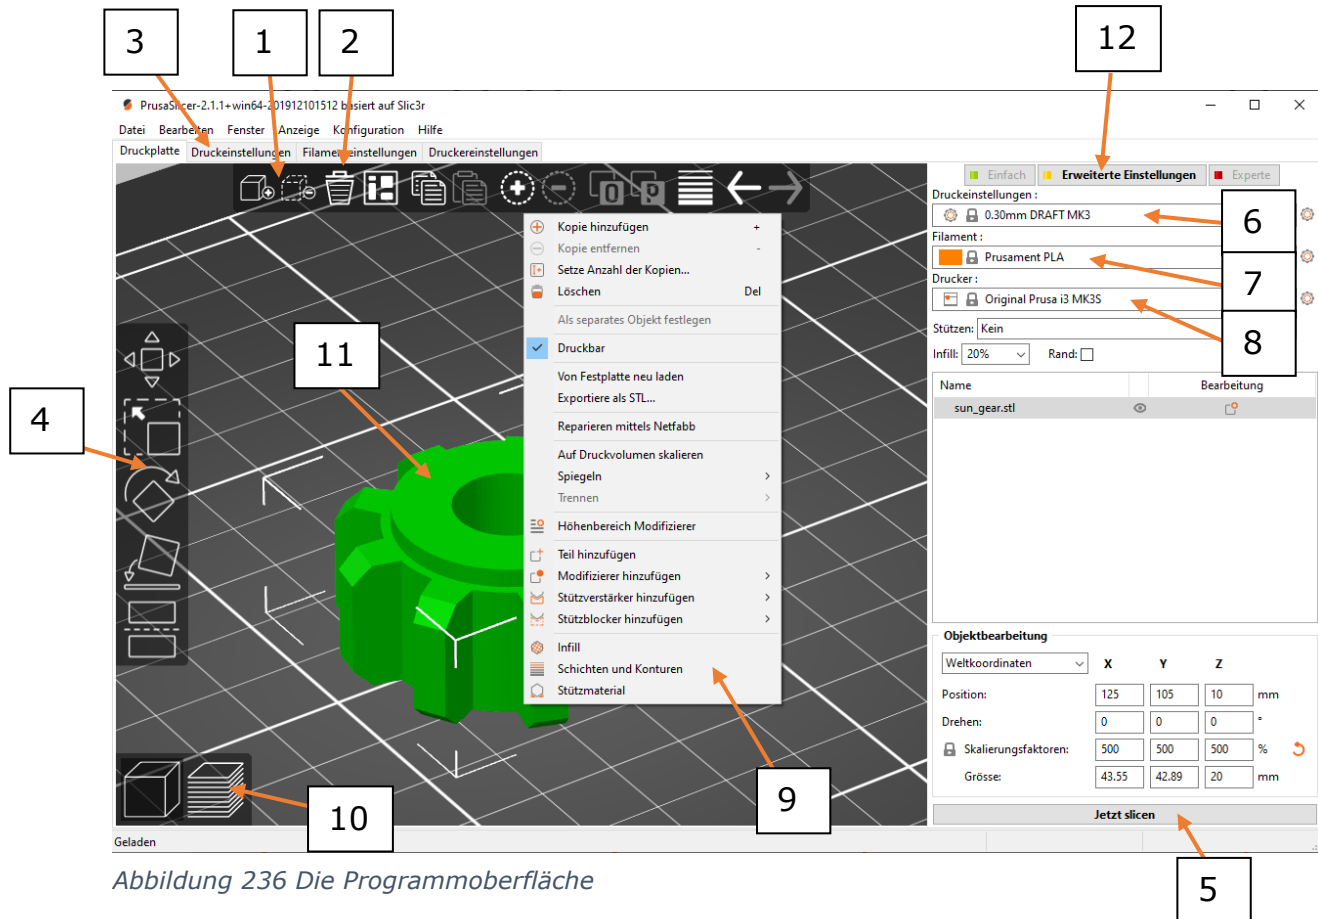 3
1
2
12
PrusaSlicer-2.1.1+win64-201912101512 basiert auf Slic3r
Datei Bearbeiten Fenster Anzeige Konfiguration Hilfe
Druckplatte Druckeinstellungen Filamenteinstellungen Druckereinstellungen
Einfach Erweiterte Einstellungen Experte
Druckeinstellungen :
0.30mm DRAFT MK3
6
Filament :
Prusament PLA
7
Drucker :
Original Prusa i3 MK3S
8
Stützen: Kein
Infill: 20% Rand:
Name Bearbeitung
sun_gear.stl
Kopie hinzufügen +
Kopie entfernen -
Setze Anzahl der Kopien...
Löschen Del
Als separates Objekt festlegen
Druckbar
Von Festplatte neu laden
Exportiere als STL...
Reparieren mittels Netfabb
Auf Druckvolumen skalieren
Spiegeln
Trennen
Höhenbereich Modifizierer
Teil hinzufügen
Modifizierer hinzufügen
Stützverstärker hinzufügen
Stützblocker hinzufügen
Infill
Schichten und Konturen
Stützmaterial
11
4
9
10
Objektbearbeitung
Weltkoordinaten X Y Z
Position: 125 105 10 mm
Drehen: 0 0 0 °
Skalierungsfaktoren: 500 500 500 %
Grösse: 43.55 42.89 20 mm
Jetzt slicen
Geladen
5
Abbildung 236 Die Programmoberfläche